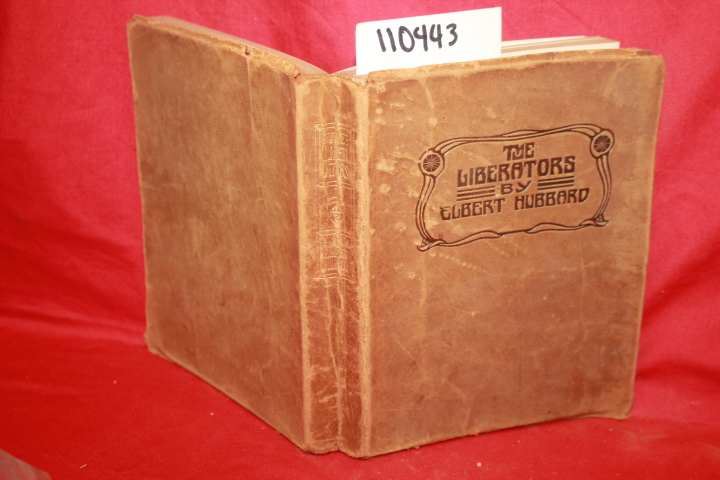 110443
THE
LIBERATORS
BY
ELBERT HUBBARD